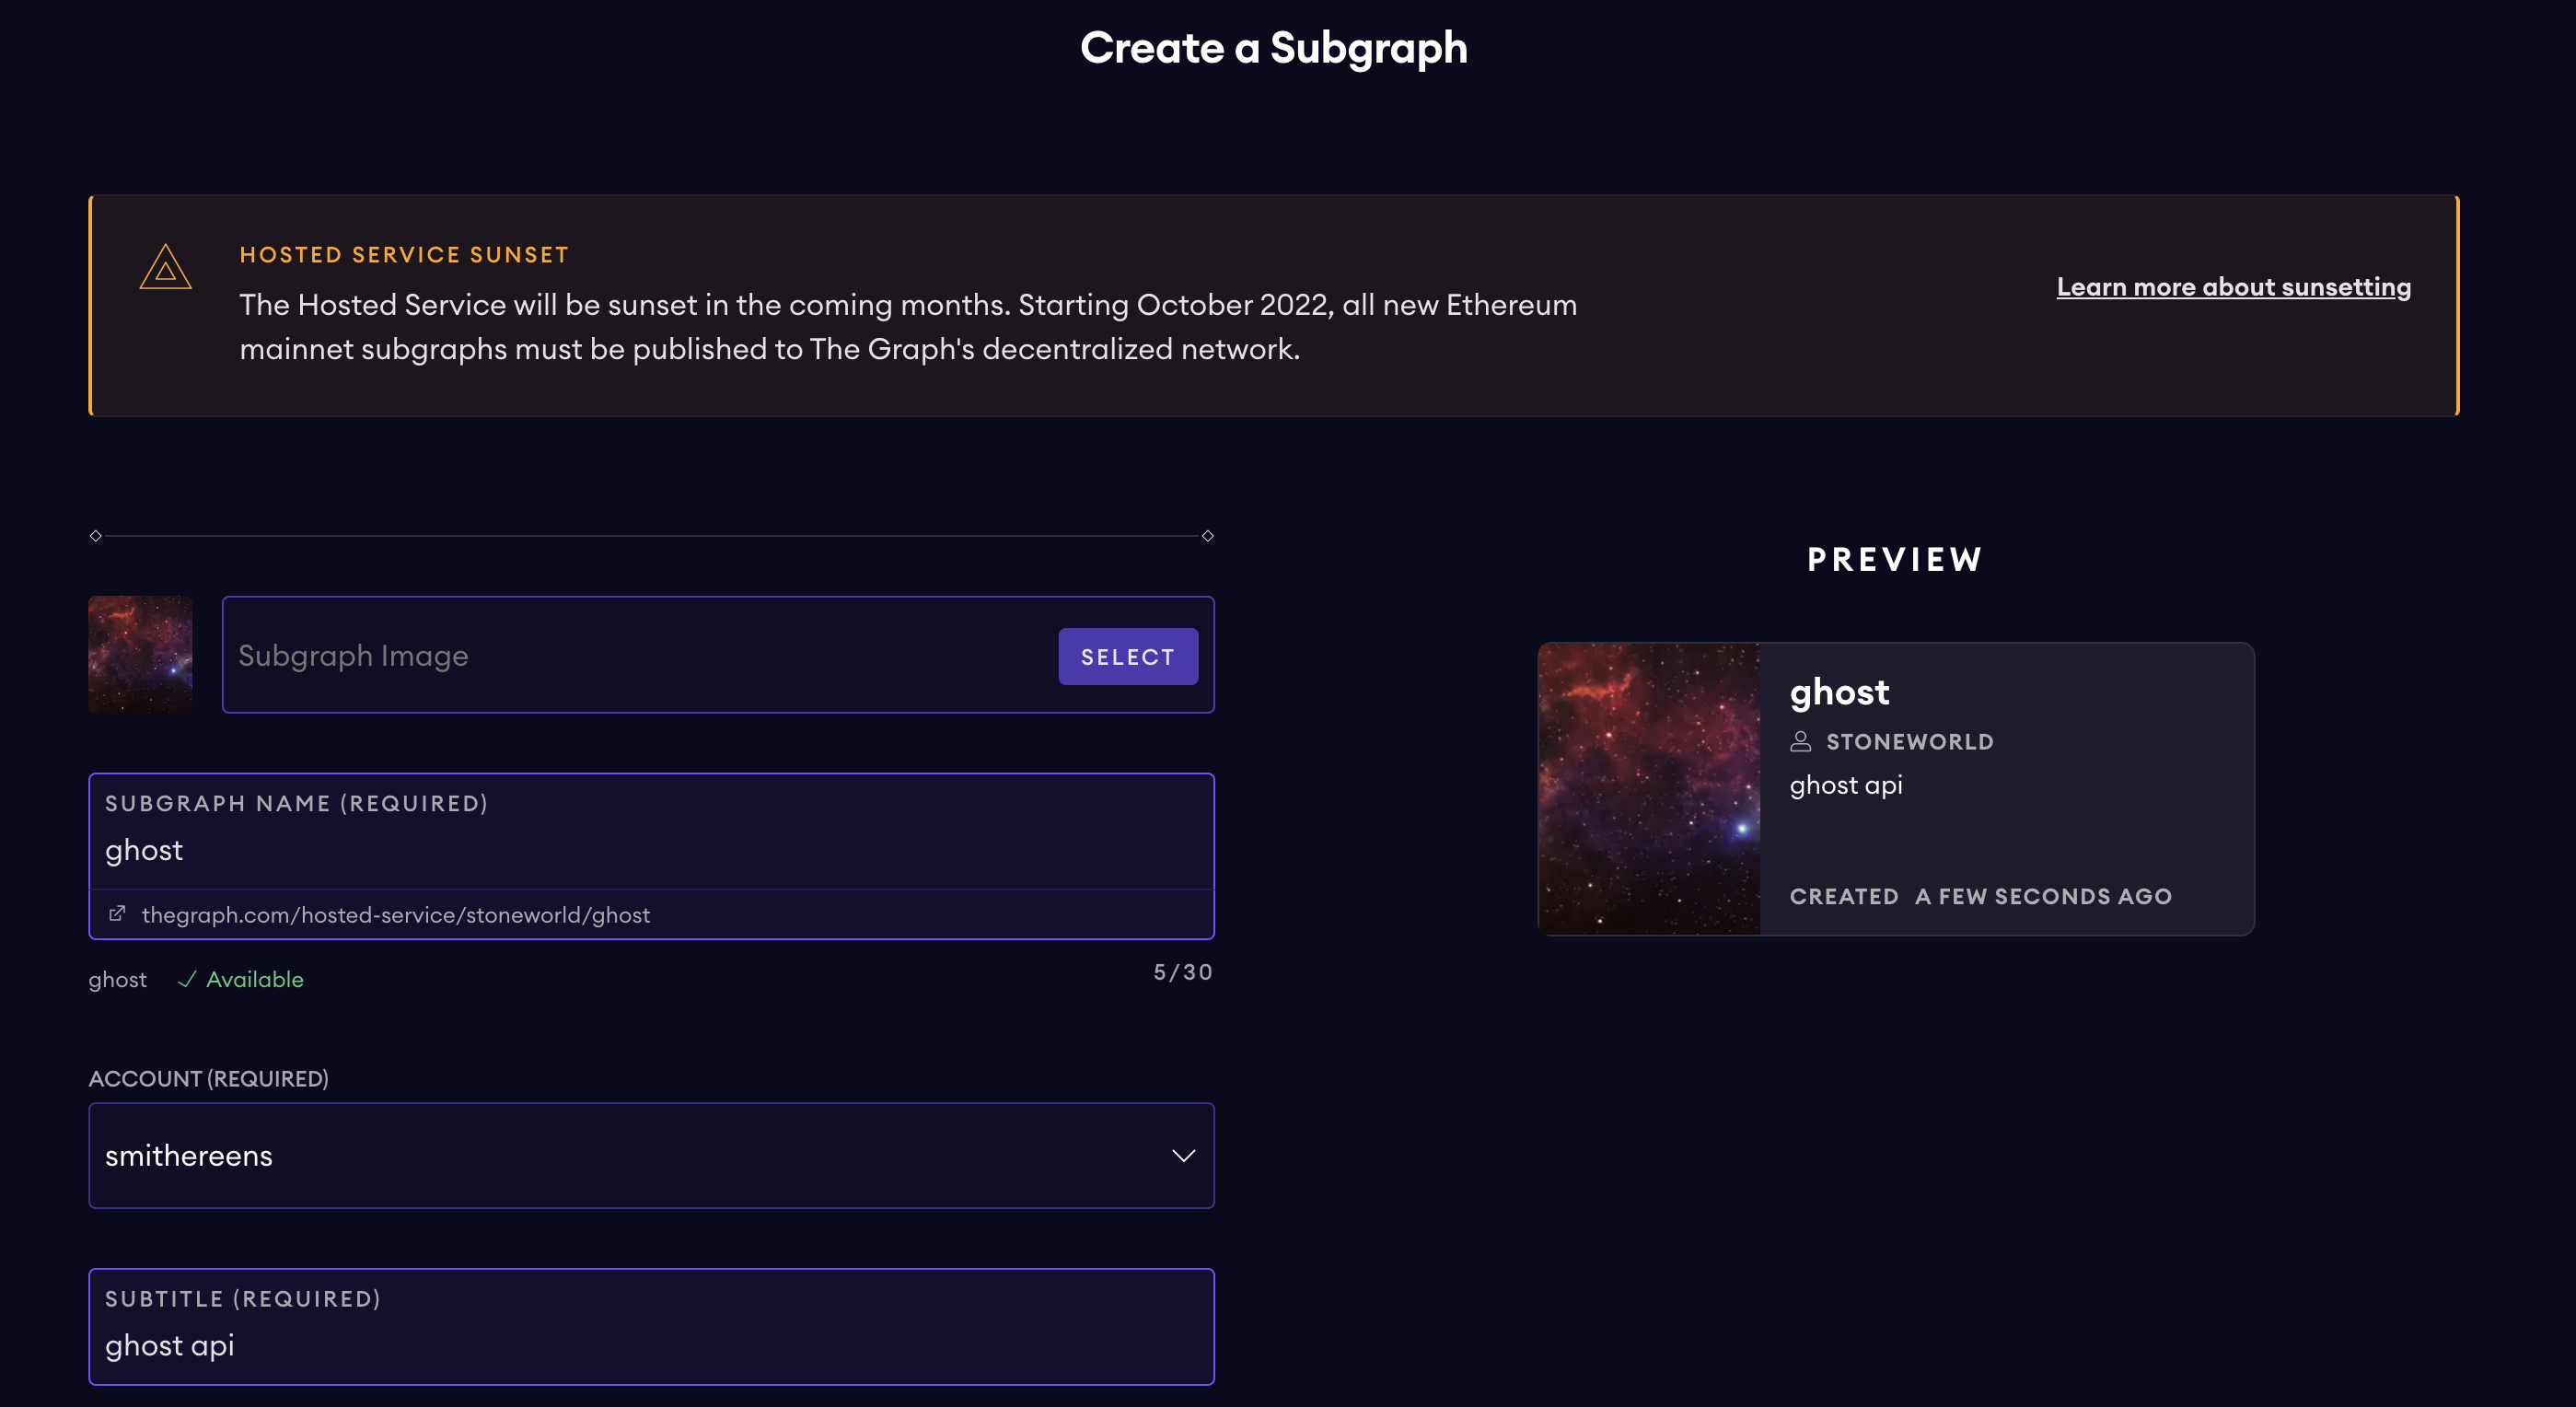 Create a Subgraph
HOSTED SERVICE SUNSET
The Hosted Service will be sunset in the coming months. Starting October 2022, all new Ethereum
mainnet subgraphs must be published to The Graph's decentralized network.
Learn more about sunsetting
Subgraph Image
SELECT
SUBGRAPH NAME (REQUIRED)
ghost
thegraph.com/hosted-service/stoneworld/ghost
ghost Available
5/30
ACCOUNT (REQUIRED)
smithereens
SUBTITLE (REQUIRED)
ghost api
PREVIEW
ghost
STONEWORLD
ghost api
CREATED A FEW SECONDS AGO